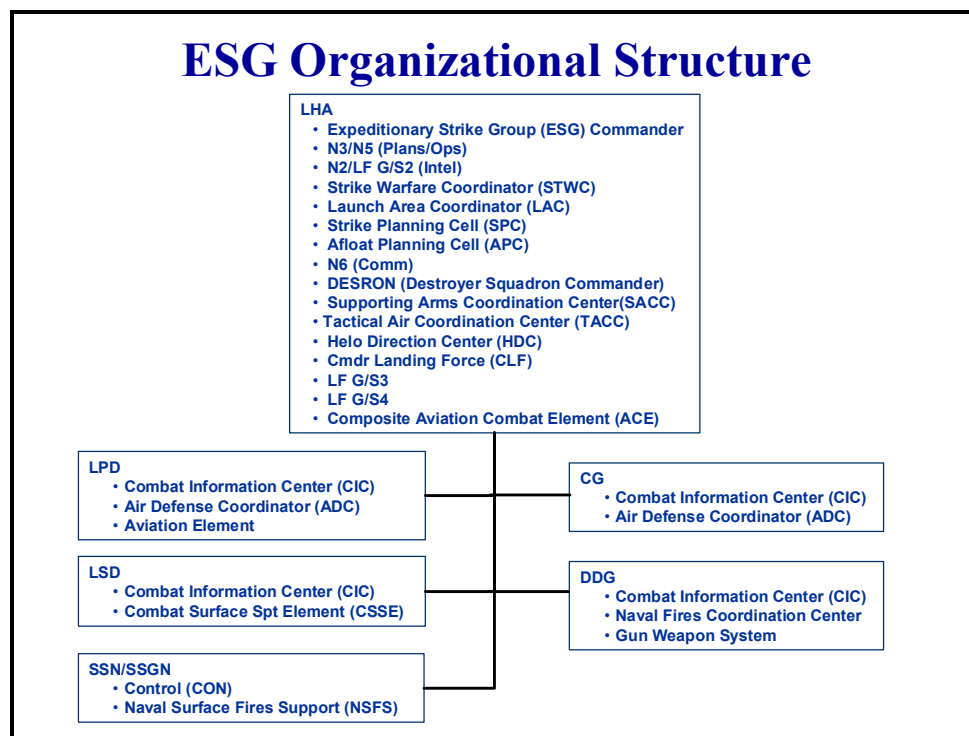 ESG Organizational Structure
LHA
• Expeditionary Strike Group (ESG) Commander
• N3/N5 (Plans/Ops)
• N2/LF G/S2 (Intel)
• Strike Warfare Coordinator (STWC)
• Launch Area Coordinator (LAC)
• Strike Planning Cell (SPC)
• Afloat Planning Cell (APC)
• N6 (Comm)
• DESRON (Destroyer Squadron Commander)
• Supporting Arms Coordination Center(SACC)
• Tactical Air Coordination Center (TACC)
• Helo Direction Center (HDC)
• Cmdr Landing Force (CLF)
• LF G/S3
• LF G/S4
• Composite Aviation Combat Element (ACE)
LPD
• Combat Information Center (CIC)
• Air Defense Coordinator (ADC)
• Aviation Element
CG
• Combat Information Center (CIC)
• Air Defense Coordinator (ADC)
LSD
• Combat Information Center (CIC)
• Combat Surface Spt Element (CSSE)
DDG
• Combat Information Center (CIC)
• Naval Fires Coordination Center
• Gun Weapon System
SSN/SSGN
• Control (CON)
• Naval Surface Fires Support (NSFS)